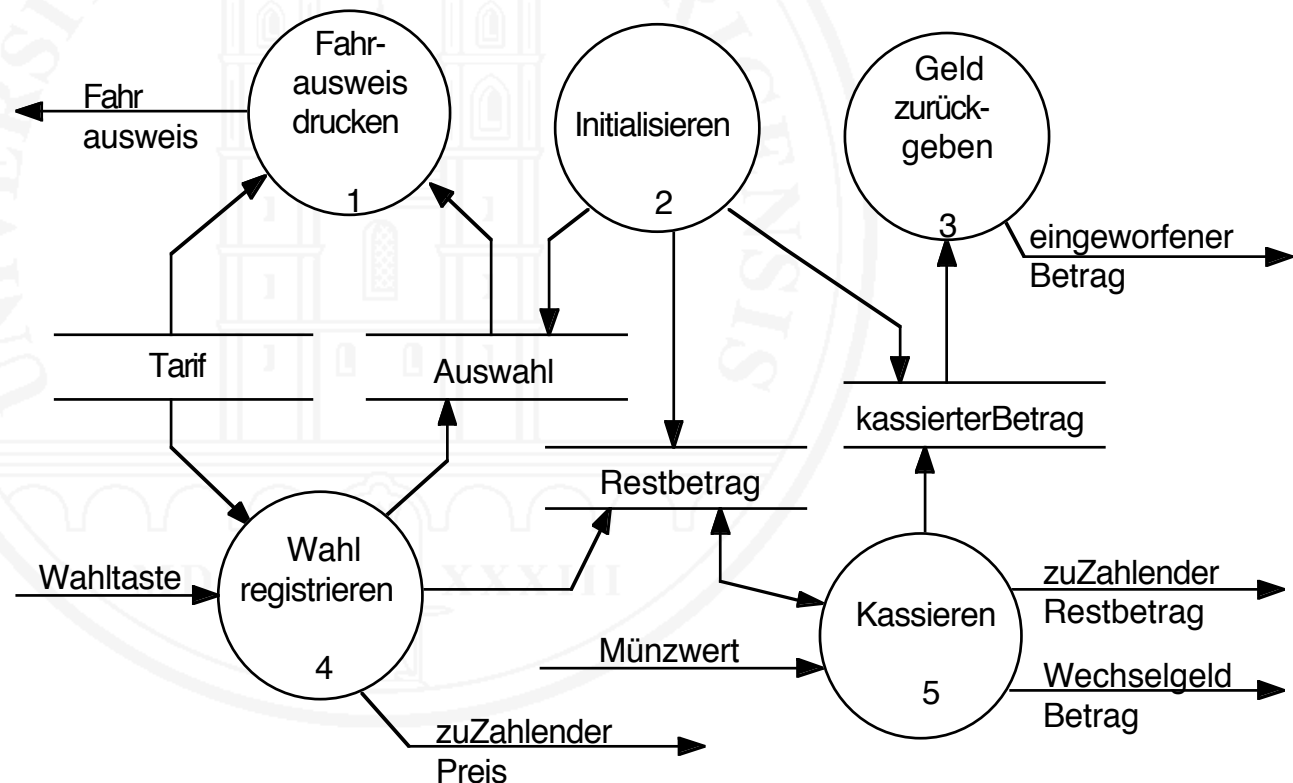 Fahr-
ausweis
drucken
1
Fahr
ausweis
Initialisieren
2
Geld
zurück-
geben
3
eingeworfener
Betrag
Tarif
Auswahl
kassierterBetrag
Restbetrag
Wahl
registrieren
4
Wahltaste
zuZahlender
Preis
Münzwert
Kassieren
5
zuZahlender
Restbetrag
Wechselgeld
Betrag